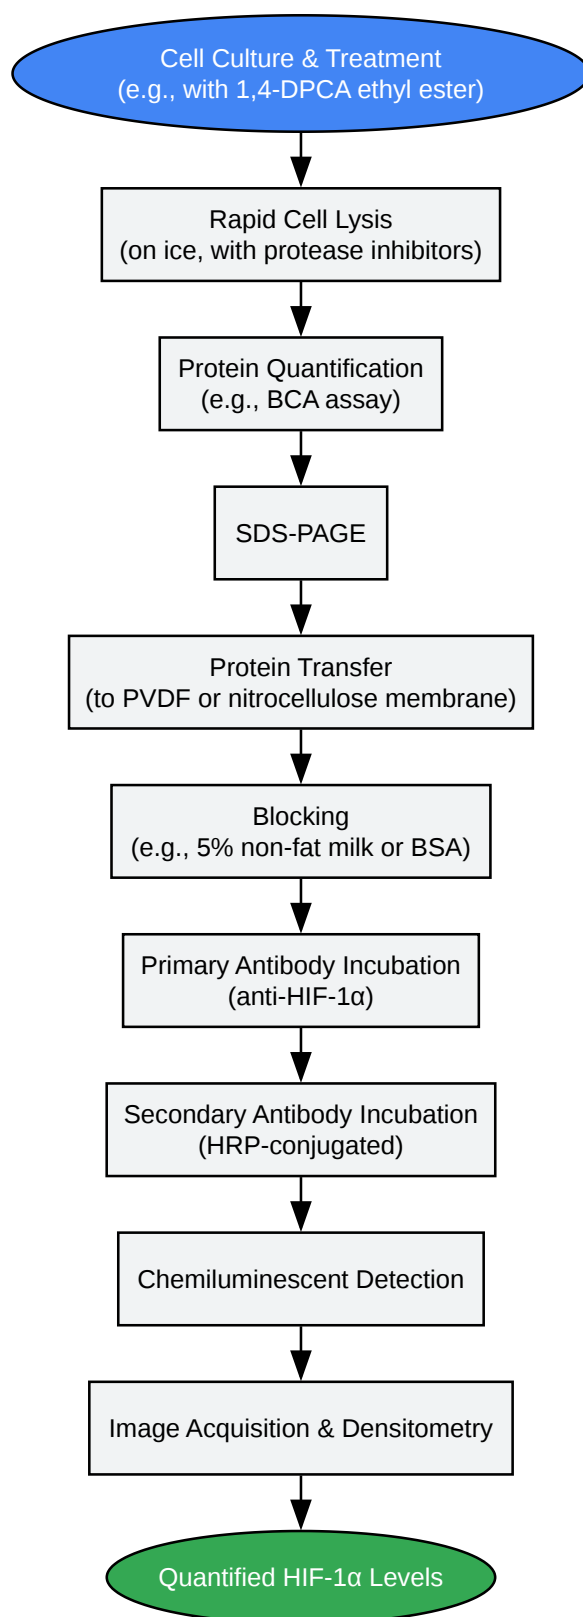 Cell Culture & Treatment
(e.g., with 1,4-DPCA ethyl ester)
Rapid Cell Lysis
(on ice, with protease inhibitors)
Protein Quantification
(e.g., BCA assay)
SDS-PAGE
Protein Transfer
(to PVDF or nitrocellulose membrane)
Blocking
(e.g., 5% non-fat milk or BSA)
Primary Antibody Incubation
(anti-HIF-1α)
Secondary Antibody Incubation
(HRP-conjugated)
Chemiluminescent Detection
Image Acquisition & Densitometry
Quantified HIF-1α Levels